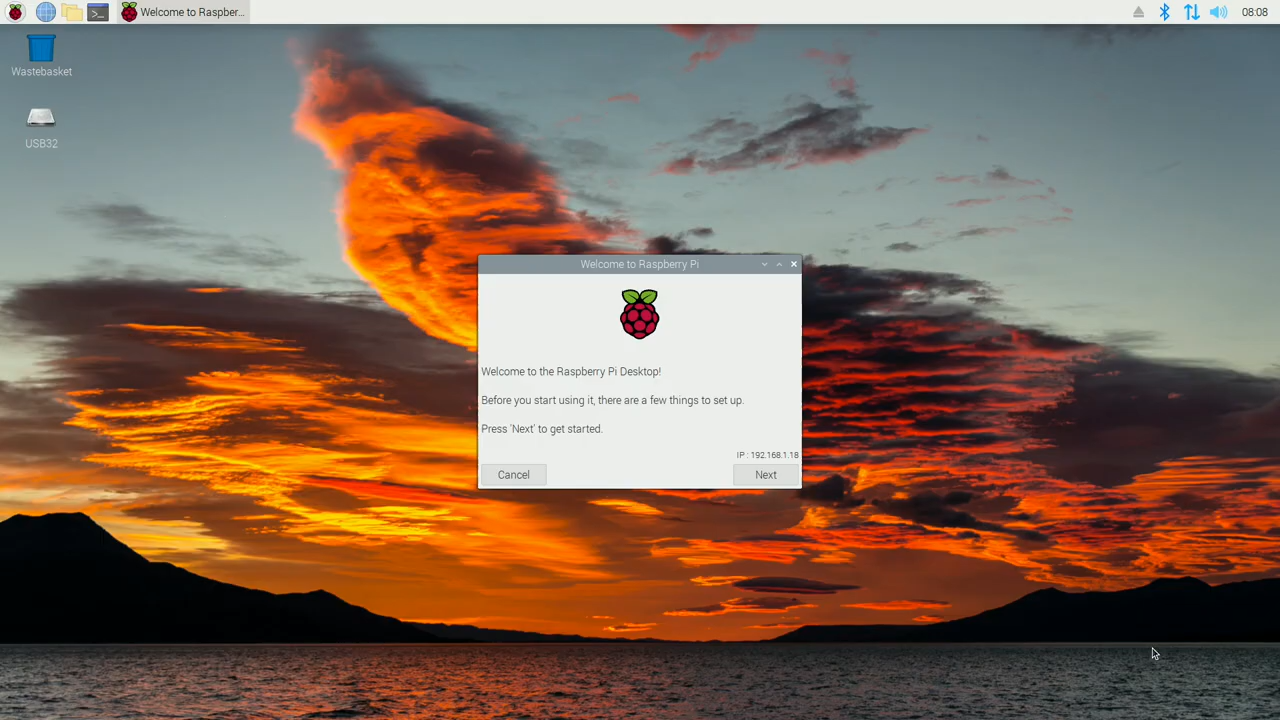 Welcome to Raspber...
08:08
Wastebasket
USB32
Welcome to Raspberry Pi
Welcome to the Raspberry Pi Desktop!
Before you start using it, there are a few things to set up.
Press 'Next' to get started.
IP : 192.168.1.18
Cancel
Next